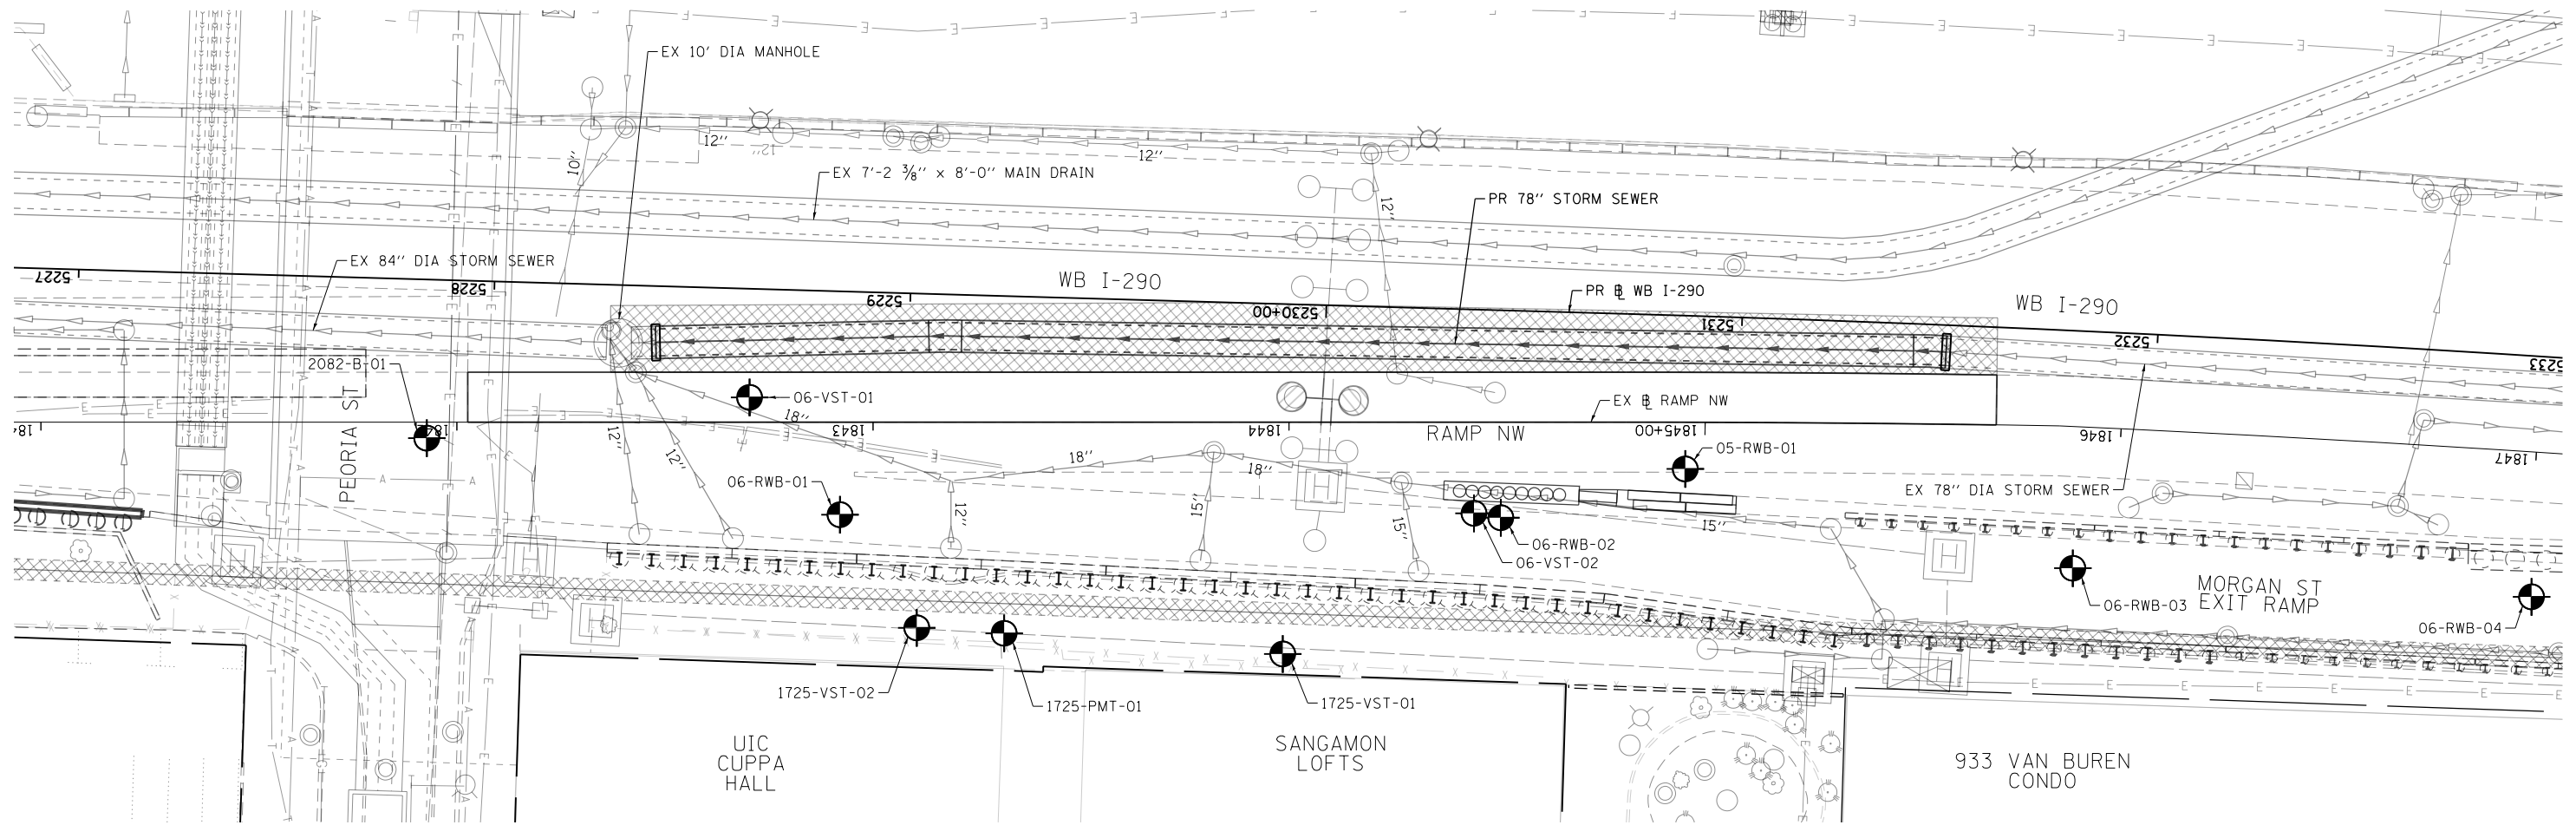 EX 10' DIA MANHOLE
12''
12''
12''
10''
EX 7'-2 3/8'' x 8'-0'' MAIN DRAIN
12''
PR 78'' STORM SEWER
EX 84'' DIA STORM SEWER
WB I-290
PR ℄ WB I-290
WB I-290
5227
5228
5229
5230+00
5231
5232
5233
2082-B-01
06-VST-01
18''
EX ℄ RAMP NW
PEORIA ST
12''
12''
1843
1844
RAMP NW
1845+00
1846
1847
18''
18''
05-RWB-01
06-RWB-01
EX 78'' DIA STORM SEWER
12''
15''
15''
15''
06-RWB-02
06-VST-02
MORGAN ST
EXIT RAMP
06-RWB-03
06-RWB-04
1725-VST-02
1725-PMT-01
1725-VST-01
UIC
CUPPA
HALL
SANGAMON
LOFTS
933 VAN BUREN
CONDO